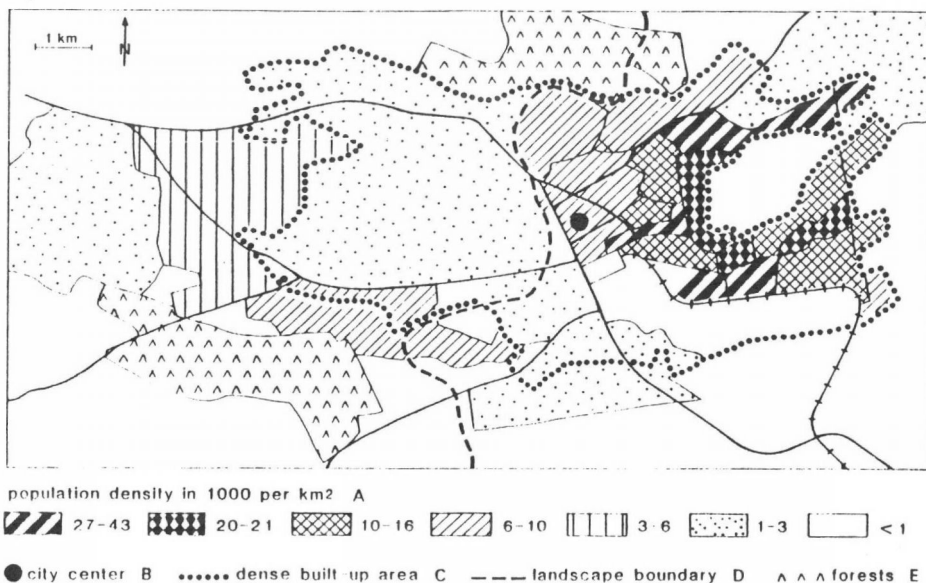 1 km
N
population density in 1000 per km2 A
27-43 20-21 10-16 6-10 3-6 1-3 <1
city center B dense built-up area C landscape boundary D forests E